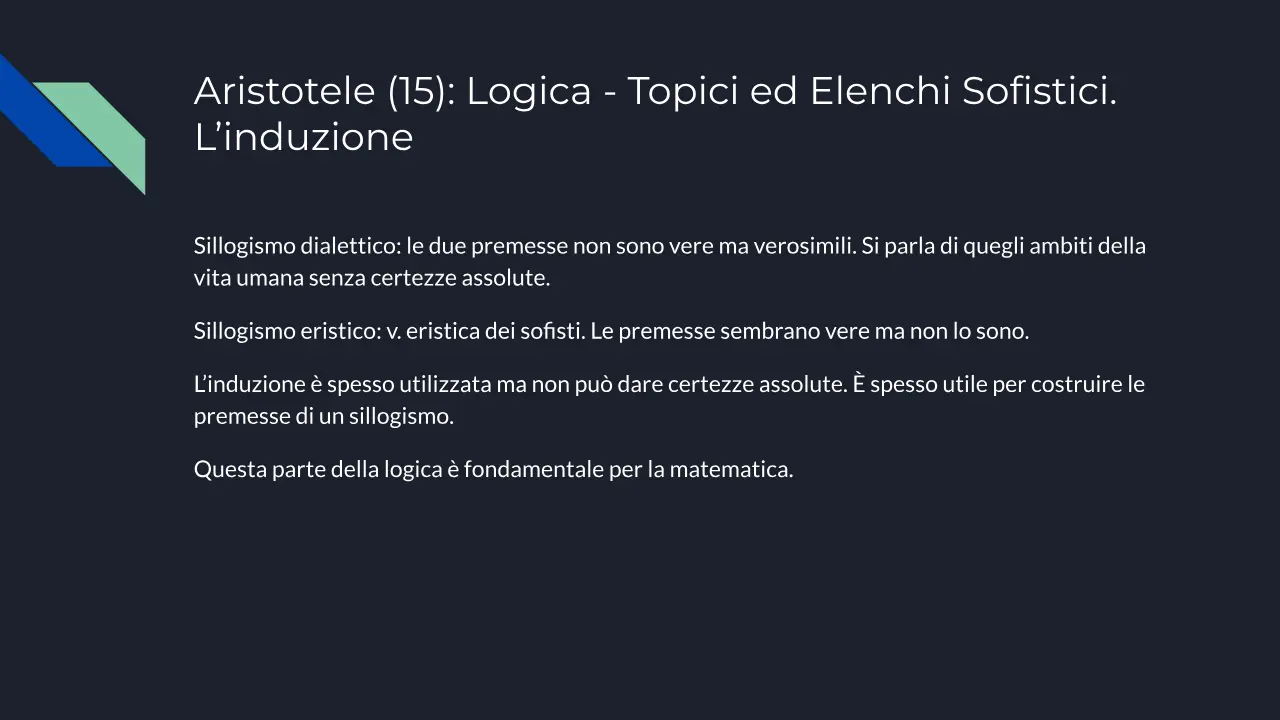 Aristotele (15): Logica - Topici ed Elenchi Sofistici.
L’induzione
Sillogismo dialettico: le due premesse non sono vere ma verosimili. Si parla di quegli ambiti della
vita umana senza certezze assolute.
Sillogismo eristico: v. eristica dei sofisti. Le premesse sembrano vere ma non lo sono.
L’induzione è spesso utilizzata ma non può dare certezze assolute. È spesso utile per costruire le
premesse di un sillogismo.
Questa parte della logica è fondamentale per la matematica.